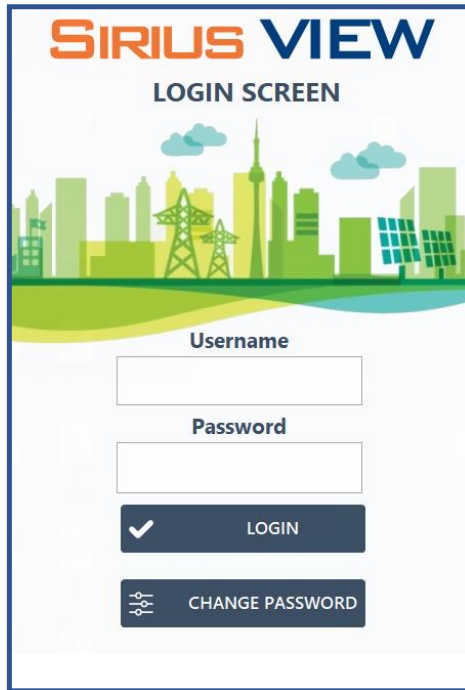 SIRIUS VIEW
LOGIN SCREEN
Username
Password
LOGIN
CHANGE PASSWORD